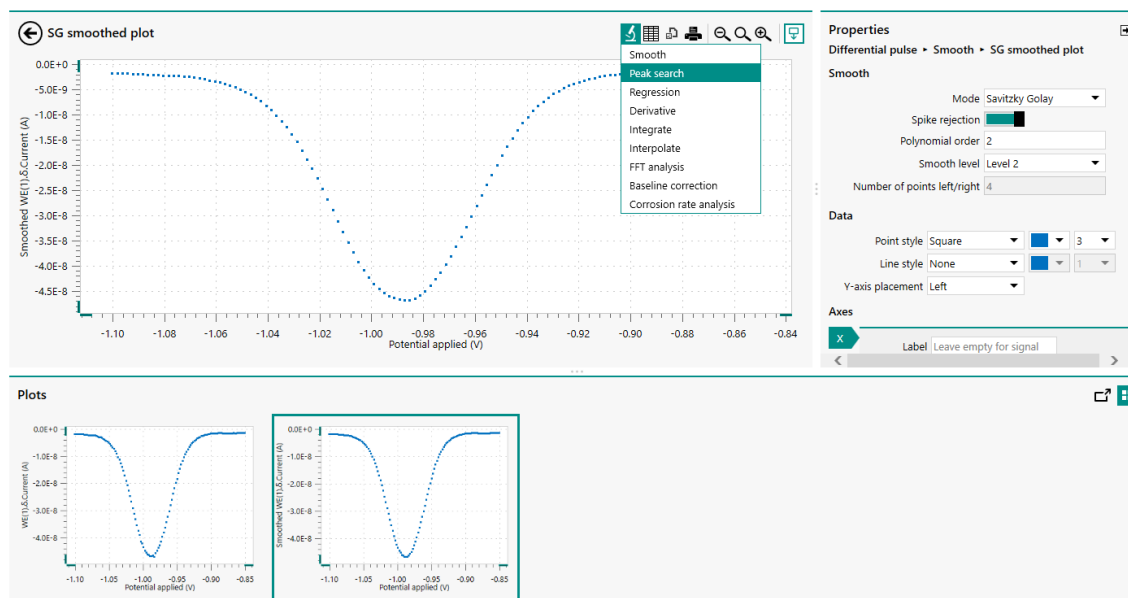 SG smoothed plot
Smooth
Peak search
Regression
Derivative
Integrate
Interpolate
FFT analysis
Baseline correction
Corrosion rate analysis
0.0E+0
-5.0E-9
-1.0E-8
-1.5E-8
-2.0E-8
-2.5E-8
-3.0E-8
-3.5E-8
-4.0E-8
-4.5E-8
Smoothed WE(1).δ.Current (A)
-1.10 -1.08 -1.06 -1.04 -1.02 -1.00 -0.98 -0.96 -0.94 -0.92 -0.90 -0.88 -0.86 -0.84
Potential applied (V)
Properties
Differential pulse ▸ Smooth ▸ SG smoothed plot
Smooth
Mode Savitzky Golay
Spike rejection
Polynomial order 2
Smooth level Level 2
Number of points left/right 4
Data
Point style Square 3
Line style None 1
Y-axis placement Left
Axes
X
Label Leave empty for signal
Plots
0.0E+0
-1.0E-8
-2.0E-8
-3.0E-8
-4.0E-8
WE(1).δ.Current (A)
-1.10 -1.05 -1.00 -0.95 -0.90 -0.85
Potential applied (V)
0.0E+0
-1.0E-8
-2.0E-8
-3.0E-8
-4.0E-8
Smoothed WE(1).δ.Current (A)
-1.10 -1.05 -1.00 -0.95 -0.90 -0.85
Potential applied (V)